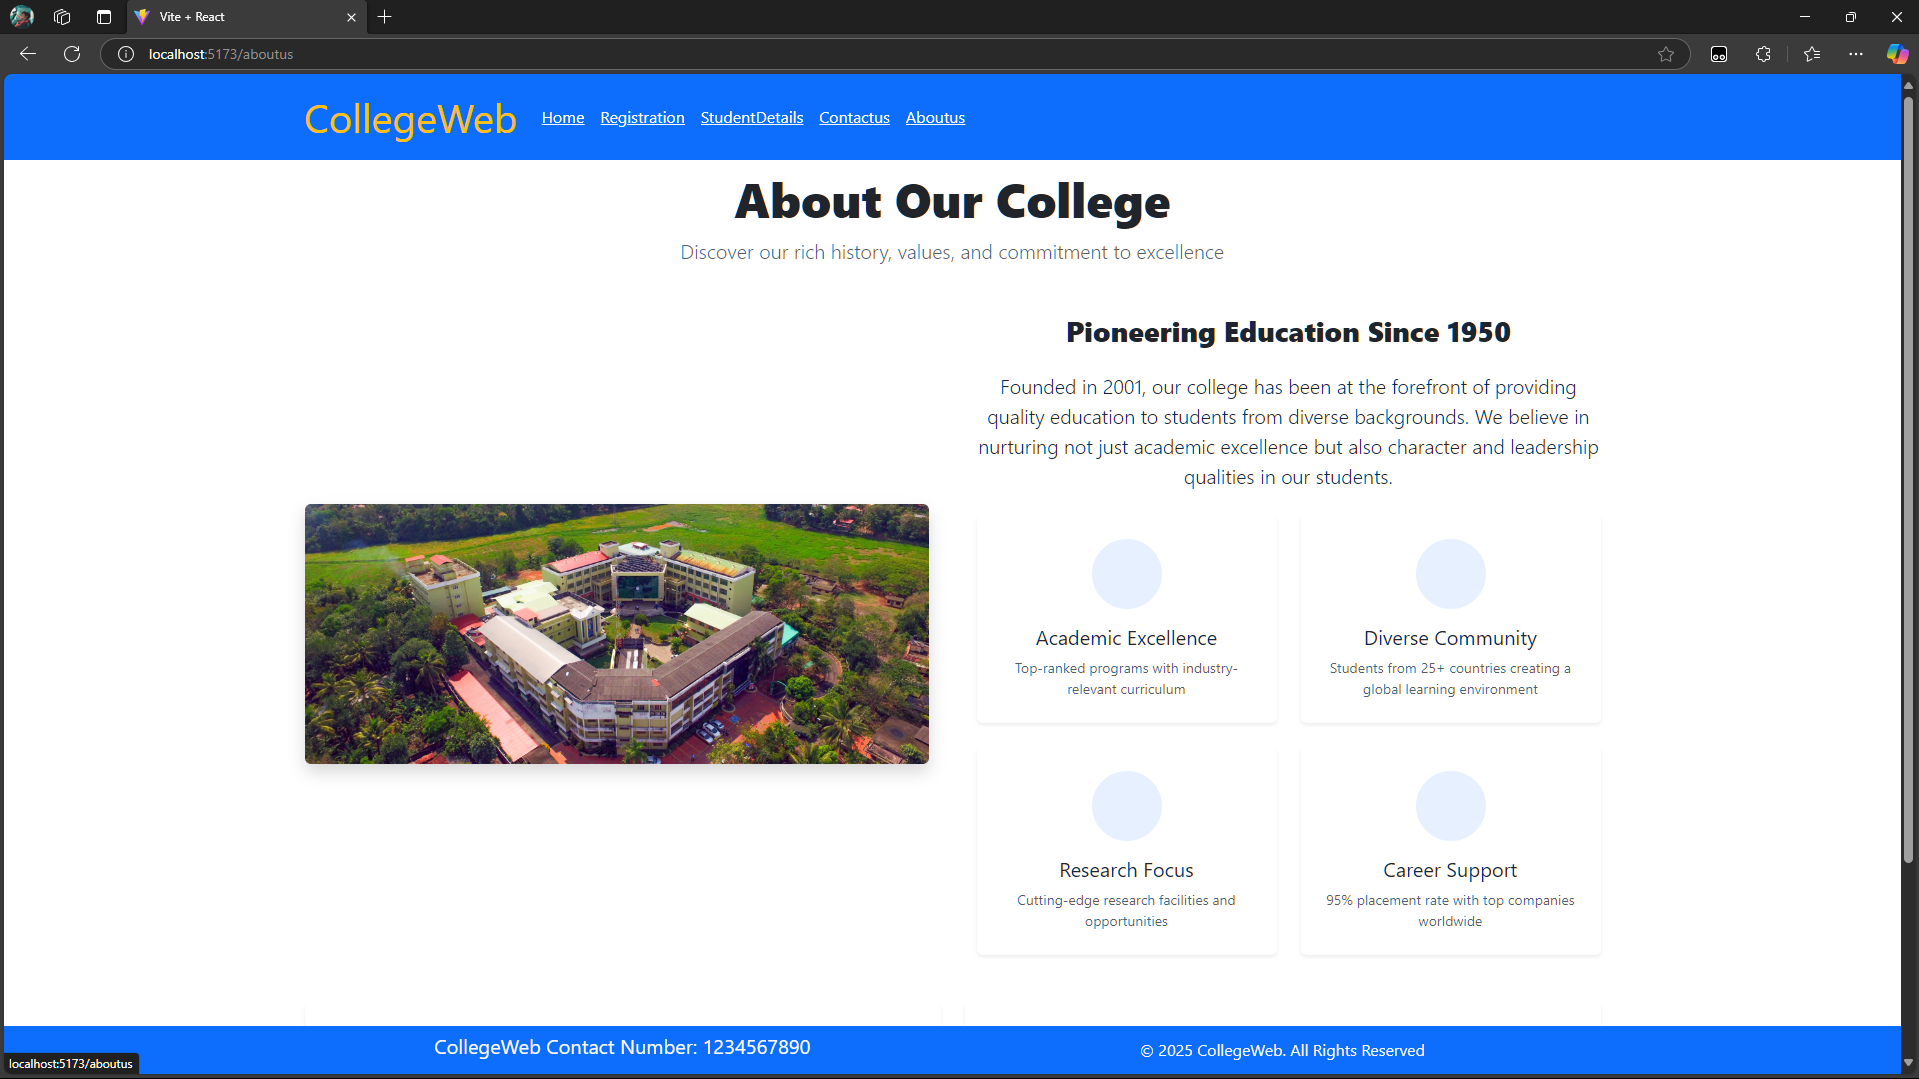 Vite + React
localhost:5173/aboutus
CollegeWeb
Home Registration StudentDetails Contactus Aboutus
About Our College
Discover our rich history, values, and commitment to excellence
Pioneering Education Since 1950
Founded in 2001, our college has been at the forefront of providing
quality education to students from diverse backgrounds. We believe in
nurturing not just academic excellence but also character and leadership
qualities in our students.
Academic Excellence
Top-ranked programs with industry-
relevant curriculum
Diverse Community
Students from 25+ countries creating a
global learning environment
Research Focus
Cutting-edge research facilities and
opportunities
Career Support
95% placement rate with top companies
worldwide
CollegeWeb Contact Number: 1234567890
© 2025 CollegeWeb. All Rights Reserved
localhost:5173/aboutus